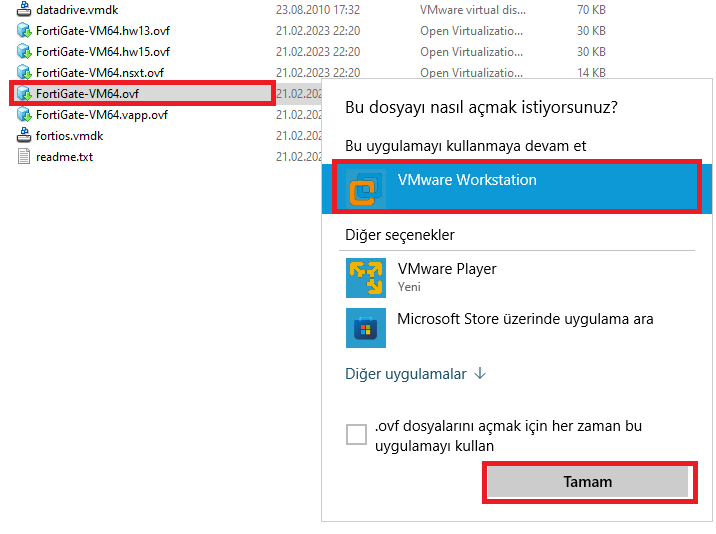 datadrive.vmdk 23.08.2010 17:32 VMware virtual dis... 70 KB
FortiGate-VM64.hw13.ovf 21.02.2023 22:20 Open Virtualizatio... 30 KB
FortiGate-VM64.hw15.ovf 21.02.2023 22:20 Open Virtualizatio... 30 KB
FortiGate-VM64.nsxt.ovf 21.02.2023 22:20 Open Virtualizatio... 14 KB
FortiGate-VM64.ovf 21.02.202
FortiGate-VM64.vapp.ovf 21.02.202
fortios.vmdk 21.02.202
readme.txt 21.02.202
Bu dosyayı nasıl açmak istiyorsunuz?
Bu uygulamayı kullanmaya devam et
VMware Workstation
Diğer seçenekler
VMware Player
Yeni
Microsoft Store üzerinde uygulama ara
Diğer uygulamalar ↓
.ovf dosyalarını açmak için her zaman bu
uygulamayı kullan
Tamam